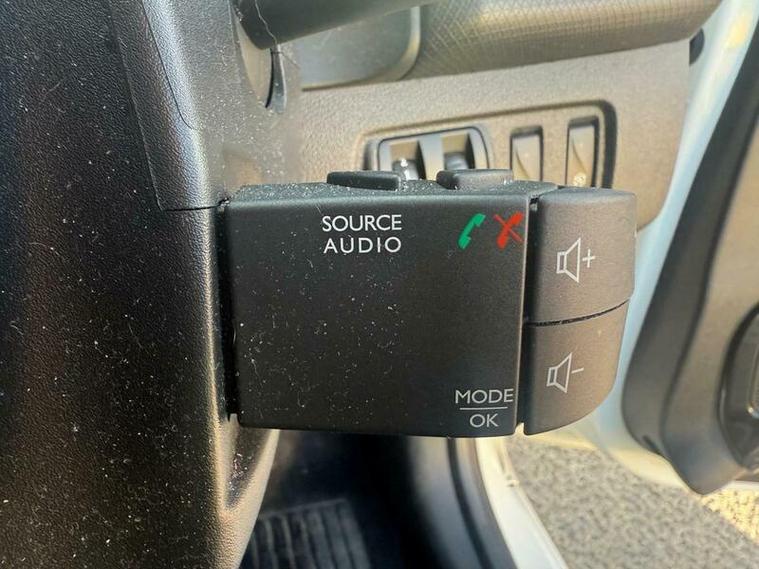 SOURCE
AUDIO
+
-
MODE
OK